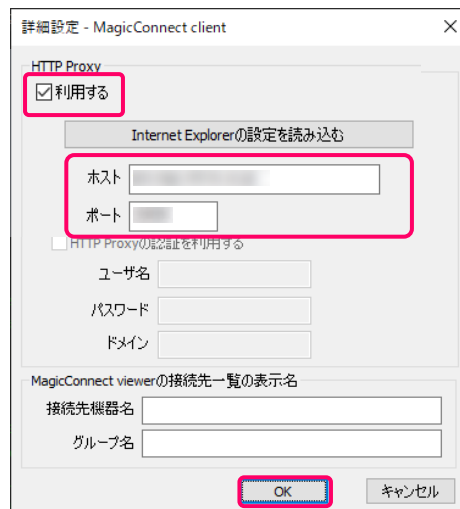 詳細設定 - MagicConnect client
HTTP Proxy
利用する
Internet Explorerの設定を読み込む
ホスト
ポート
HTTP Proxyの認証を利用する
ユーザ名
パスワード
ドメイン
MagicConnect viewerの接続先一覧の表示名
接続先機器名
グループ名
OK キャンセル